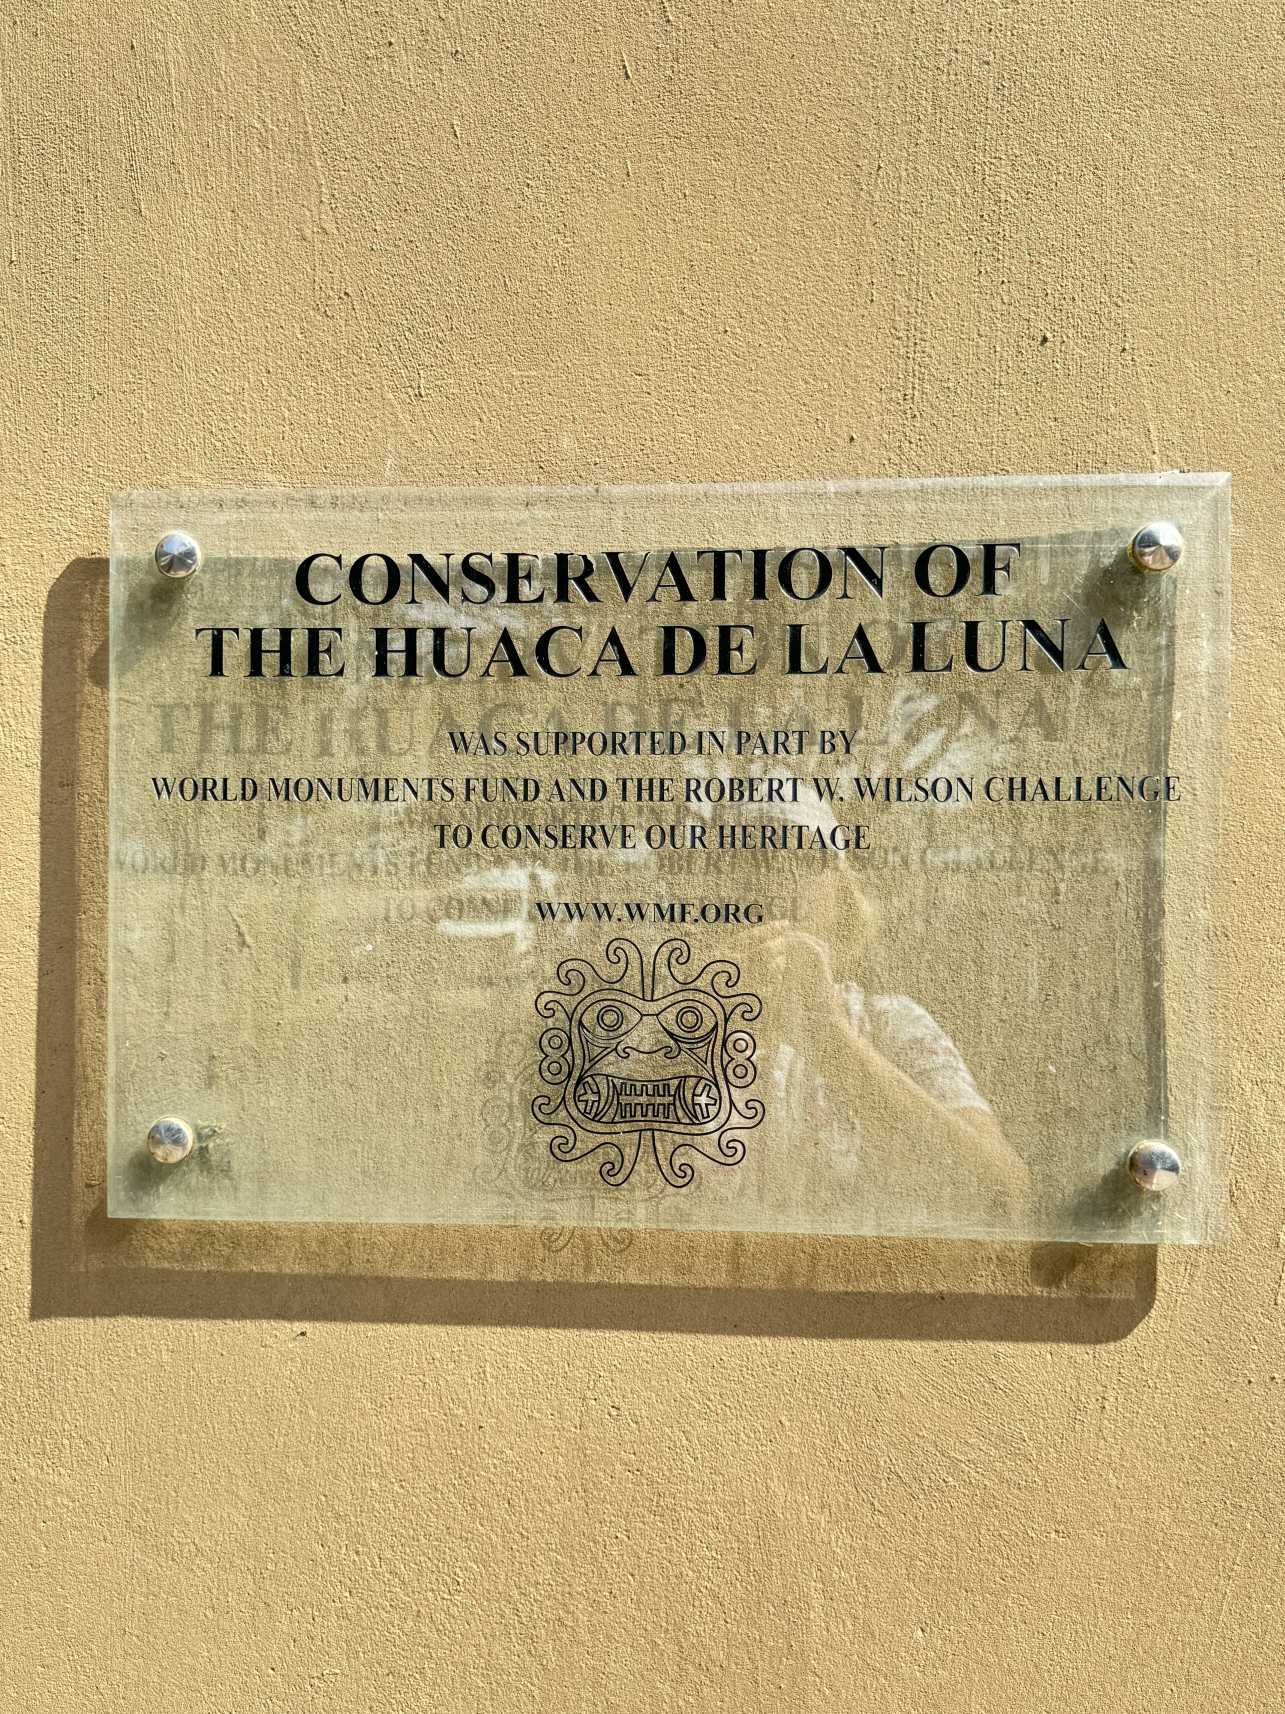 CONSERVATION OF
THE HUACA DE LA LUNA
WAS SUPPORTED IN PART BY
WORLD MONUMENTS FUND AND THE ROBERT W. WILSON CHALLENGE
TO CONSERVE OUR HERITAGE
WWW.WMF.ORG